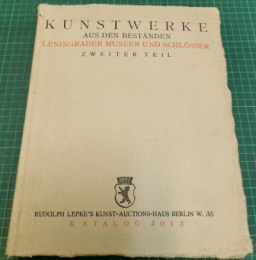 KUNSTWERKE
AUS DEN BESTÄNDEN
LENINGRADER MUSEEN UND SCHLÖSSER
ZWEITER TEIL
RUDOLPH LEPKE'S KUNST-AUCTIONS-HAUS BERLIN W. 35
KATALOG 2013